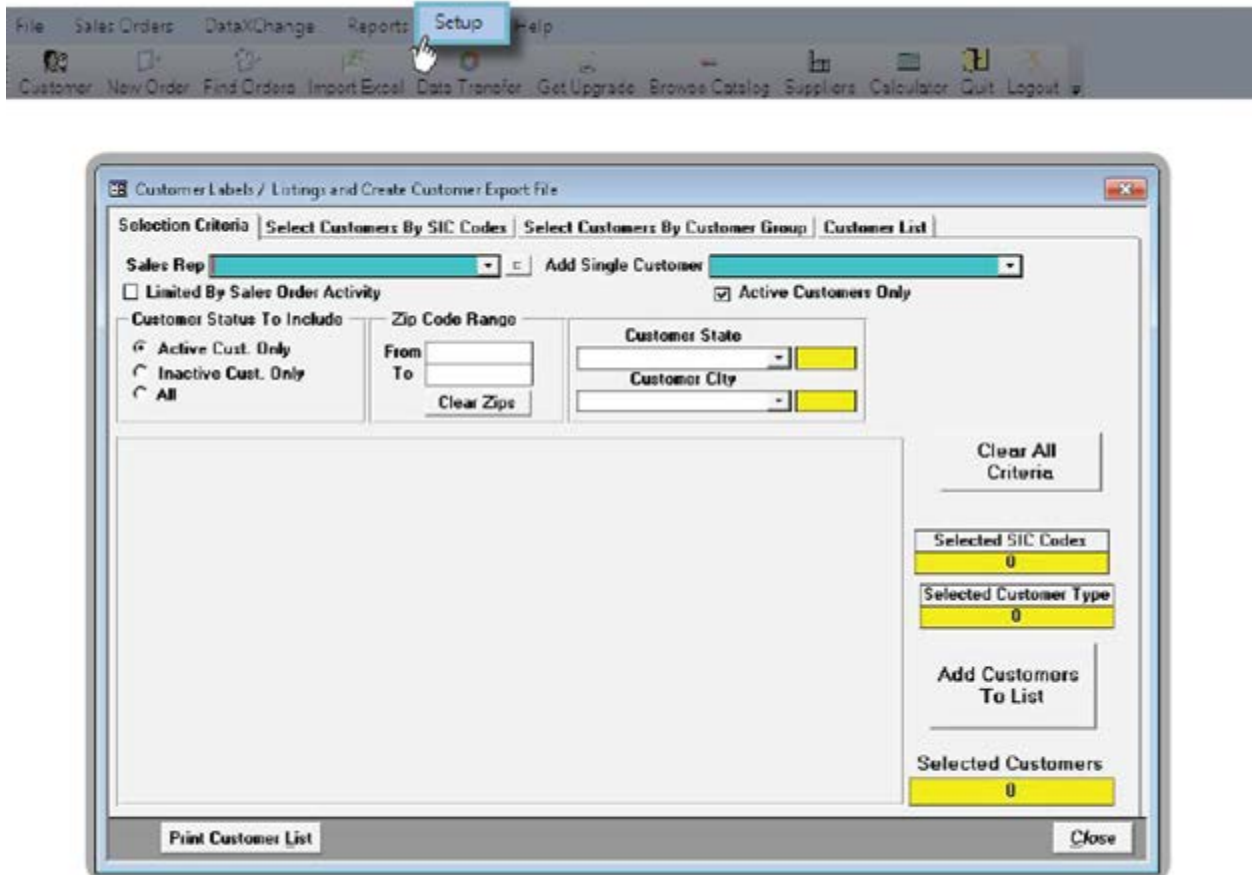 File Sales Orders DataXChange Reports Setup Help
Customer New Order Find Orders Import Excel Data Transfer Get Upgrade Browse Catalog Suppliers Calculator Quit Logout
Customer Labels / Listings and Create Customer Export File
Selection Criteria Select Customers By SIC Codes Select Customers By Customer Group Customer List
Sales Rep c Add Single Customer
Limited By Sales Order Activity Active Customers Only
Customer Status To Include Zip Code Range
Customer State
Active Cust. Only From
Inactive Cust. Only To Customer City
All Clear Zips
Clear All
Criteria
Selected SIC Codes
0
Selected Customer Type
0
Add Customers
To List
Selected Customers
0
Print Customer List Close